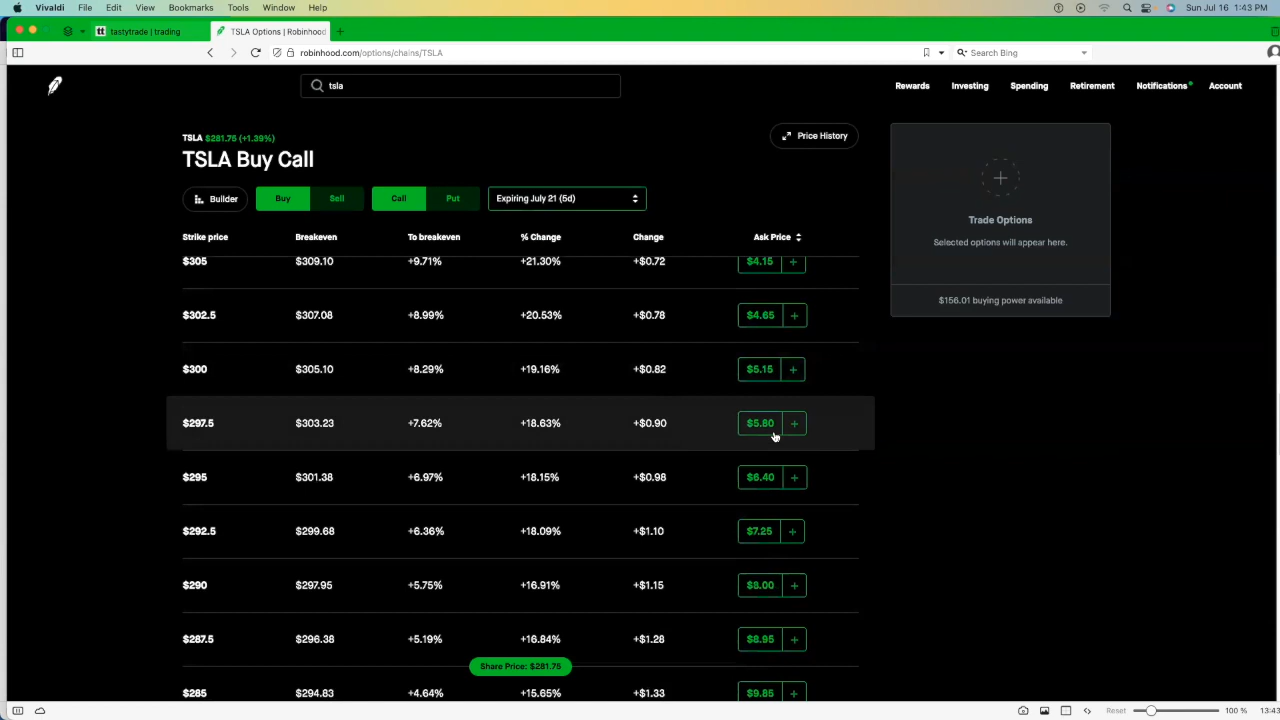 Vivaldi File Edit View Bookmarks Tools Window Help Sun Jul 16 1:43 PM
tt tastytrade | trading TSLA Options | Robinhood
robinhood.com/options/chains/TSLA Search Bing
tsla Rewards Investing Spending Retirement Notifications Account
TSLA $281.75 (+1.39%)
TSLA Buy Call
Price History
Builder Buy Sell Call Put Expiring July 21 (5d)
Strike price Breakeven To breakeven % Change Change Ask Price
$305 $309.10 +9.71% +21.30% +$0.72 $4.15 +
$302.5 $307.08 +8.99% +20.53% +$0.78 $4.65 +
$300 $305.10 +8.29% +19.16% +$0.82 $5.15 +
$297.5 $303.23 +7.62% +18.63% +$0.90 $5.80 +
$295 $301.38 +6.97% +18.15% +$0.98 $6.40 +
$292.5 $299.68 +6.36% +18.09% +$1.10 $7.25 +
$290 $297.95 +5.75% +16.91% +$1.15 $8.00 +
$287.5 $296.38 +5.19% +16.84% +$1.28 $8.95 +
Share Price: $281.75
$285 $294.83 +4.64% +15.65% +$1.33 $9.85 +
Trade Options
Selected options will appear here.
$156.01 buying power available
Reset 100 % 13:43